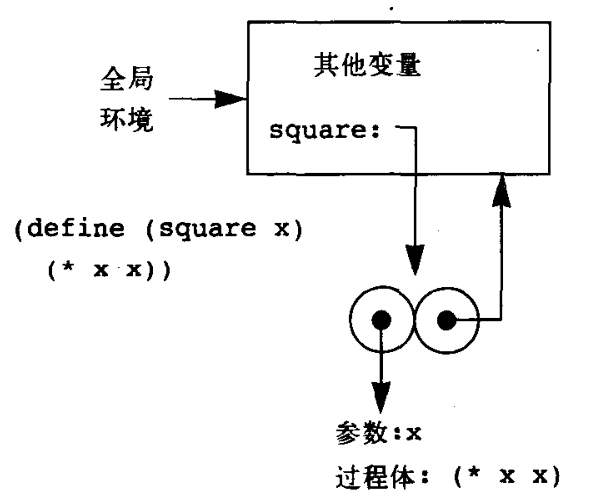 其他变量
全局
环境
square:
(define (square x)
(* x x))
参数:x
过程体: (* x x)